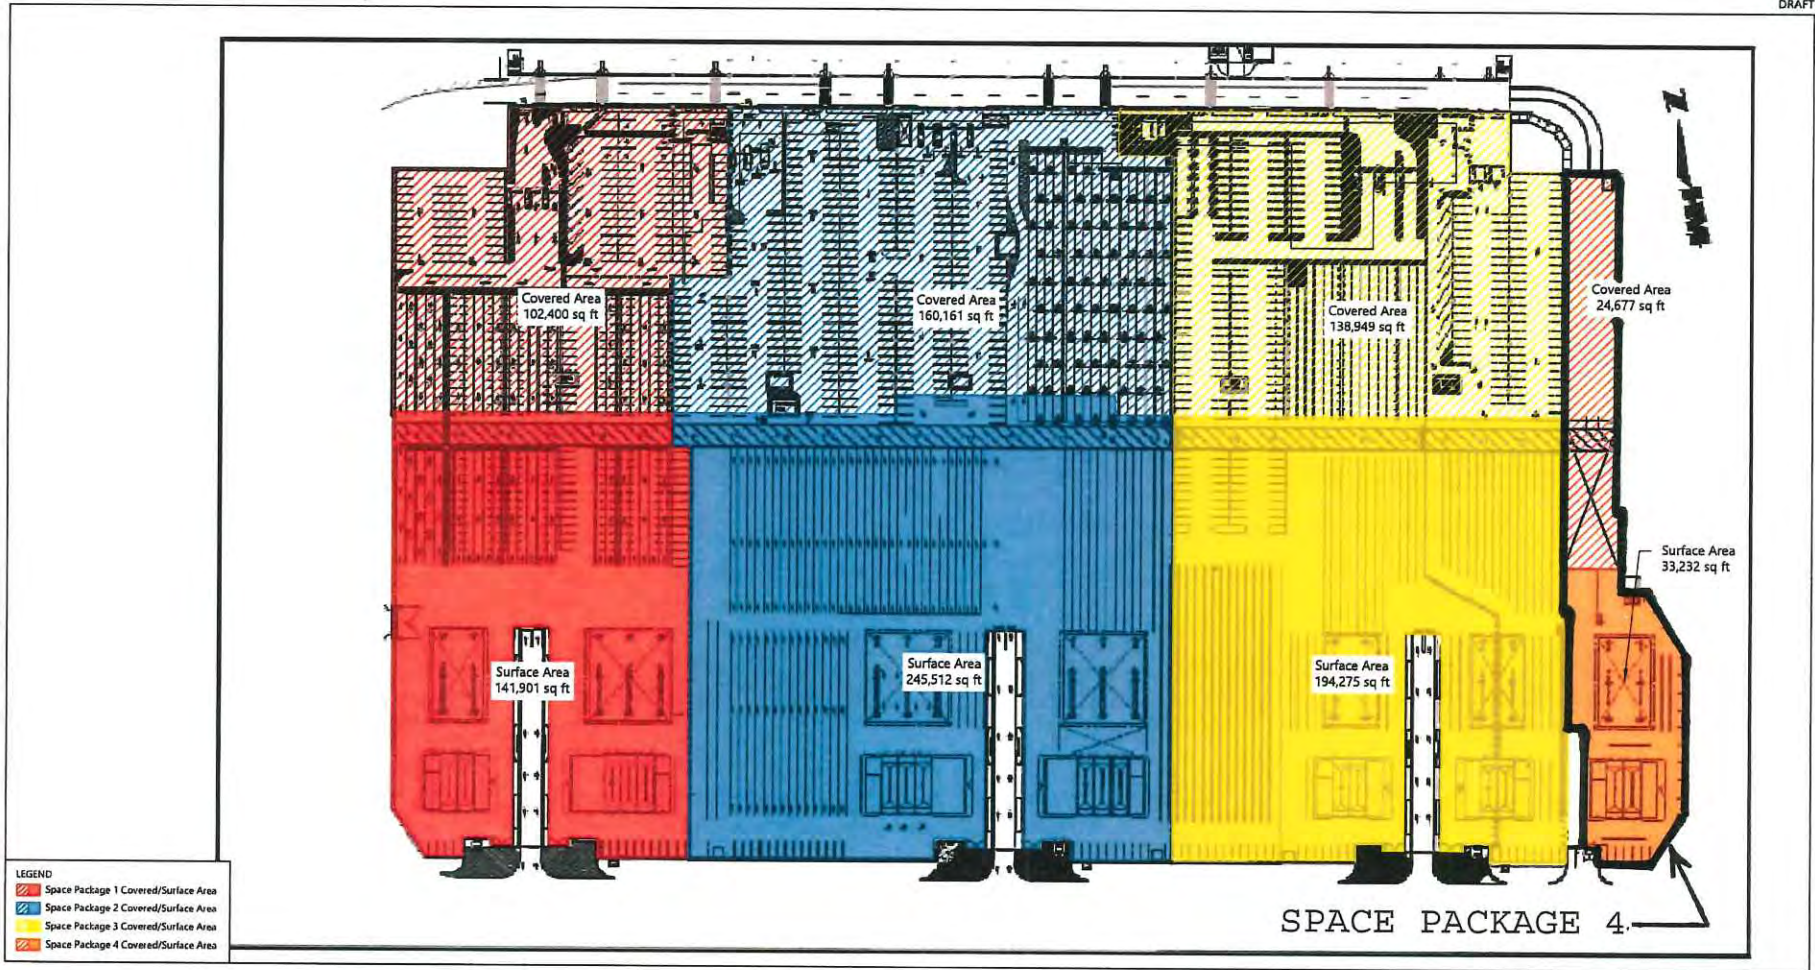 DRAFT
Covered Area
102,400 sq ft
Covered Area
160,161 sq ft
Covered Area
138,949 sq ft
Covered Area
24,677 sq ft
Surface Area
33,232 sq ft
Surface Area
141,901 sq ft
Surface Area
245,512 sq ft
Surface Area
194,275 sq ft
LEGEND
Space Package 1 Covered/Surface Area
Space Package 2 Covered/Surface Area
Space Package 3 Covered/Surface Area
Space Package 4 Covered/Surface Area
SPACE PACKAGE 4